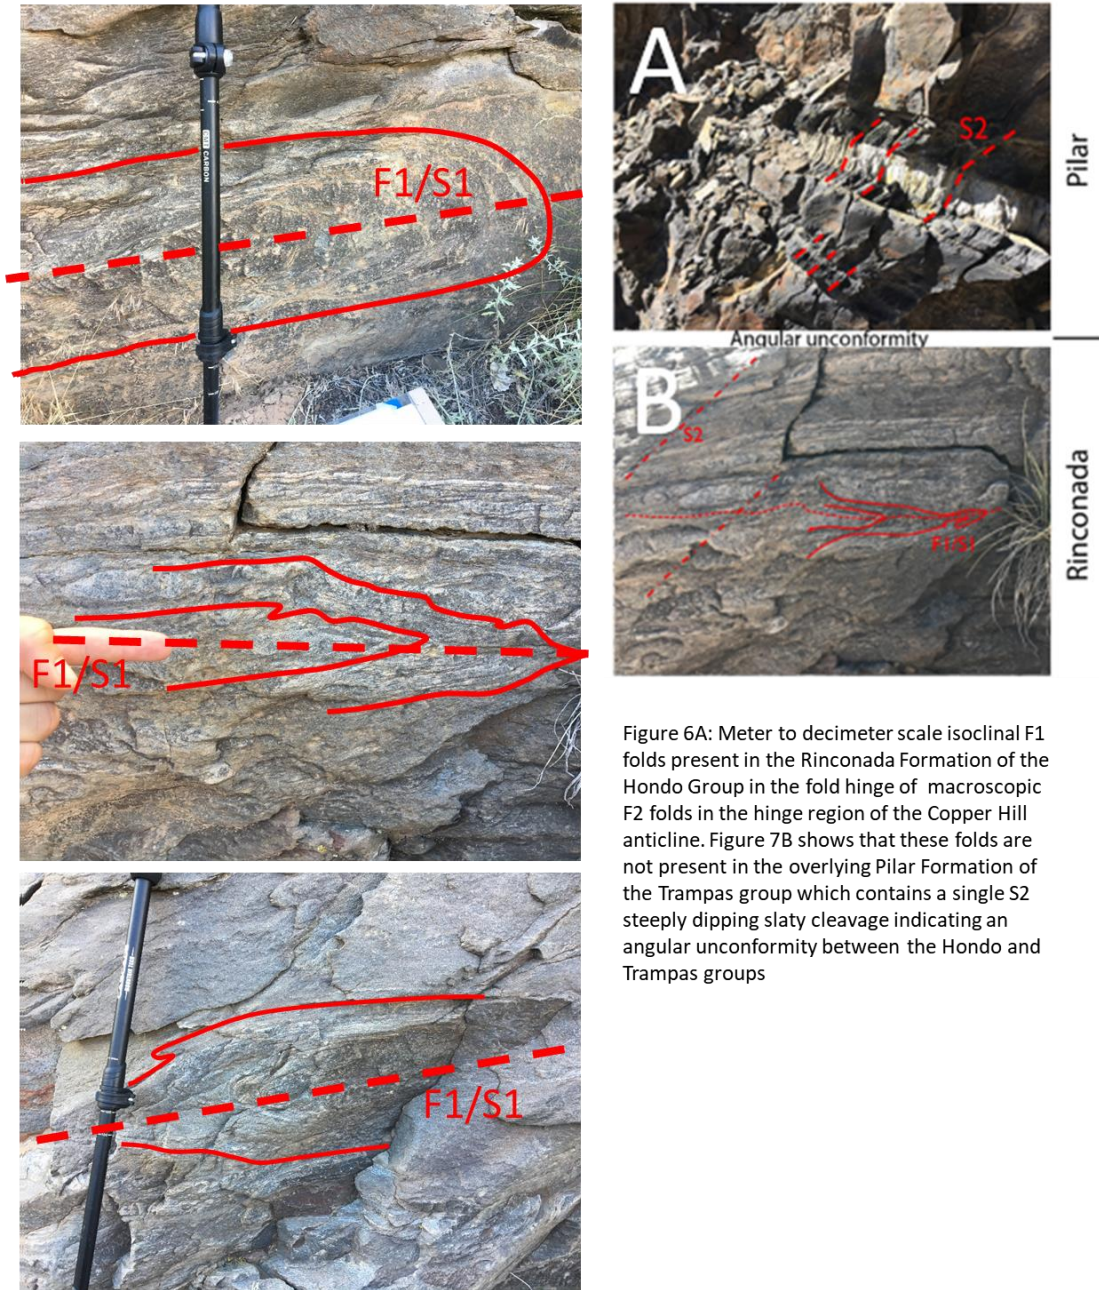 F1/S1
CARBON
F1/S1
F1/S1
A
S2
Pilar
Angular unconformity
B
S2
F1/S1
Rinconada
Figure 6A: Meter to decimeter scale isoclinal F1
folds present in the Rinconada Formation of the
Hondo Group in the fold hinge of macroscopic
F2 folds in the hinge region of the Copper Hill
anticline. Figure 7B shows that these folds are
not present in the overlying Pilar Formation of
the Trampas group which contains a single S2
steeply dipping slaty cleavage indicating an
angular unconformity between the Hondo and
Trampas groups